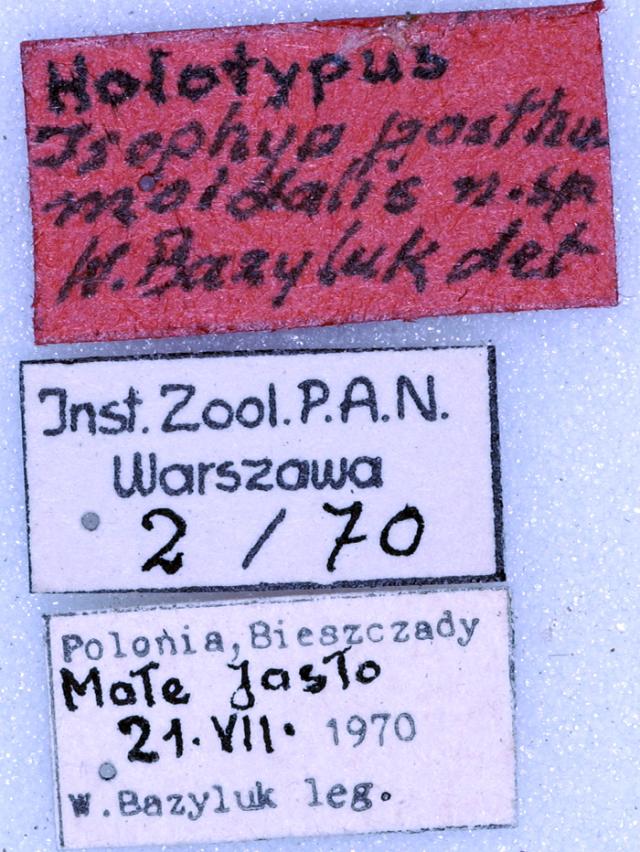 Holotypus
Isophya posthu
moidalis n.sp
W.Bazyluk det
Inst.Zool.P.A.N.
Warszawa
2 / 70
Polonia,Bieszczady
Małe Jasło
21.VII. 1970
W.Bazyluk leg.